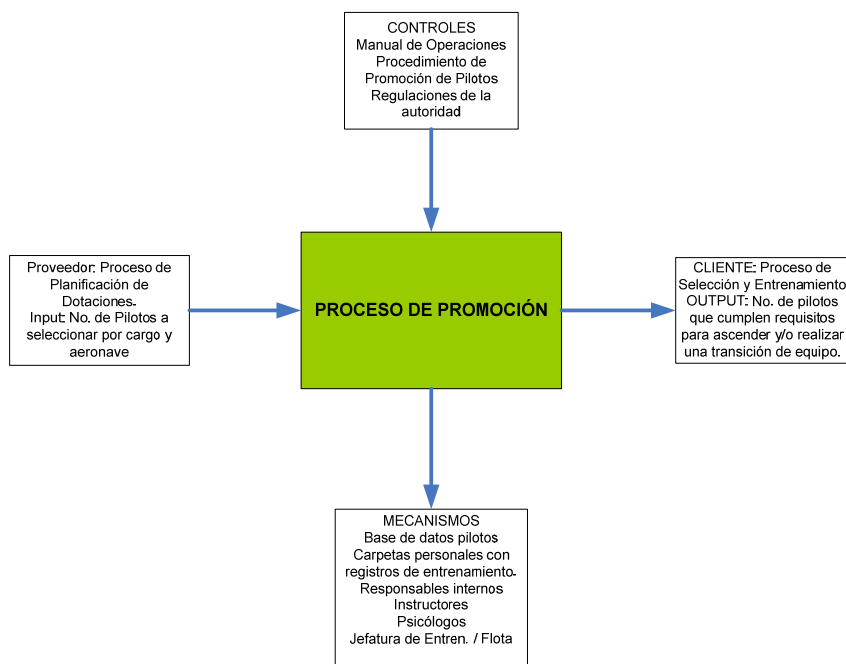 CONTROLES
Manual de Operaciones
Procedimiento de
Promoción de Pilotos
Regulaciones de la
autoridad
Proveedor: Proceso de
Planificación de
Dotaciones.
Input: No. de Pilotos a
seleccionar por cargo y
aeronave
PROCESO DE PROMOCIÓN
CLIENTE: Proceso de
Selección y Entrenamiento
OUTPUT: No. de pilotos
que cumplen requisitos
para ascender y/o realizar
una transición de equipo.
MECANISMOS
Base de datos pilotos
Carpetas personales con
registros de entrenamiento.
Responsables internos
Instructores
Psicólogos
Jefatura de Entren. / Flota